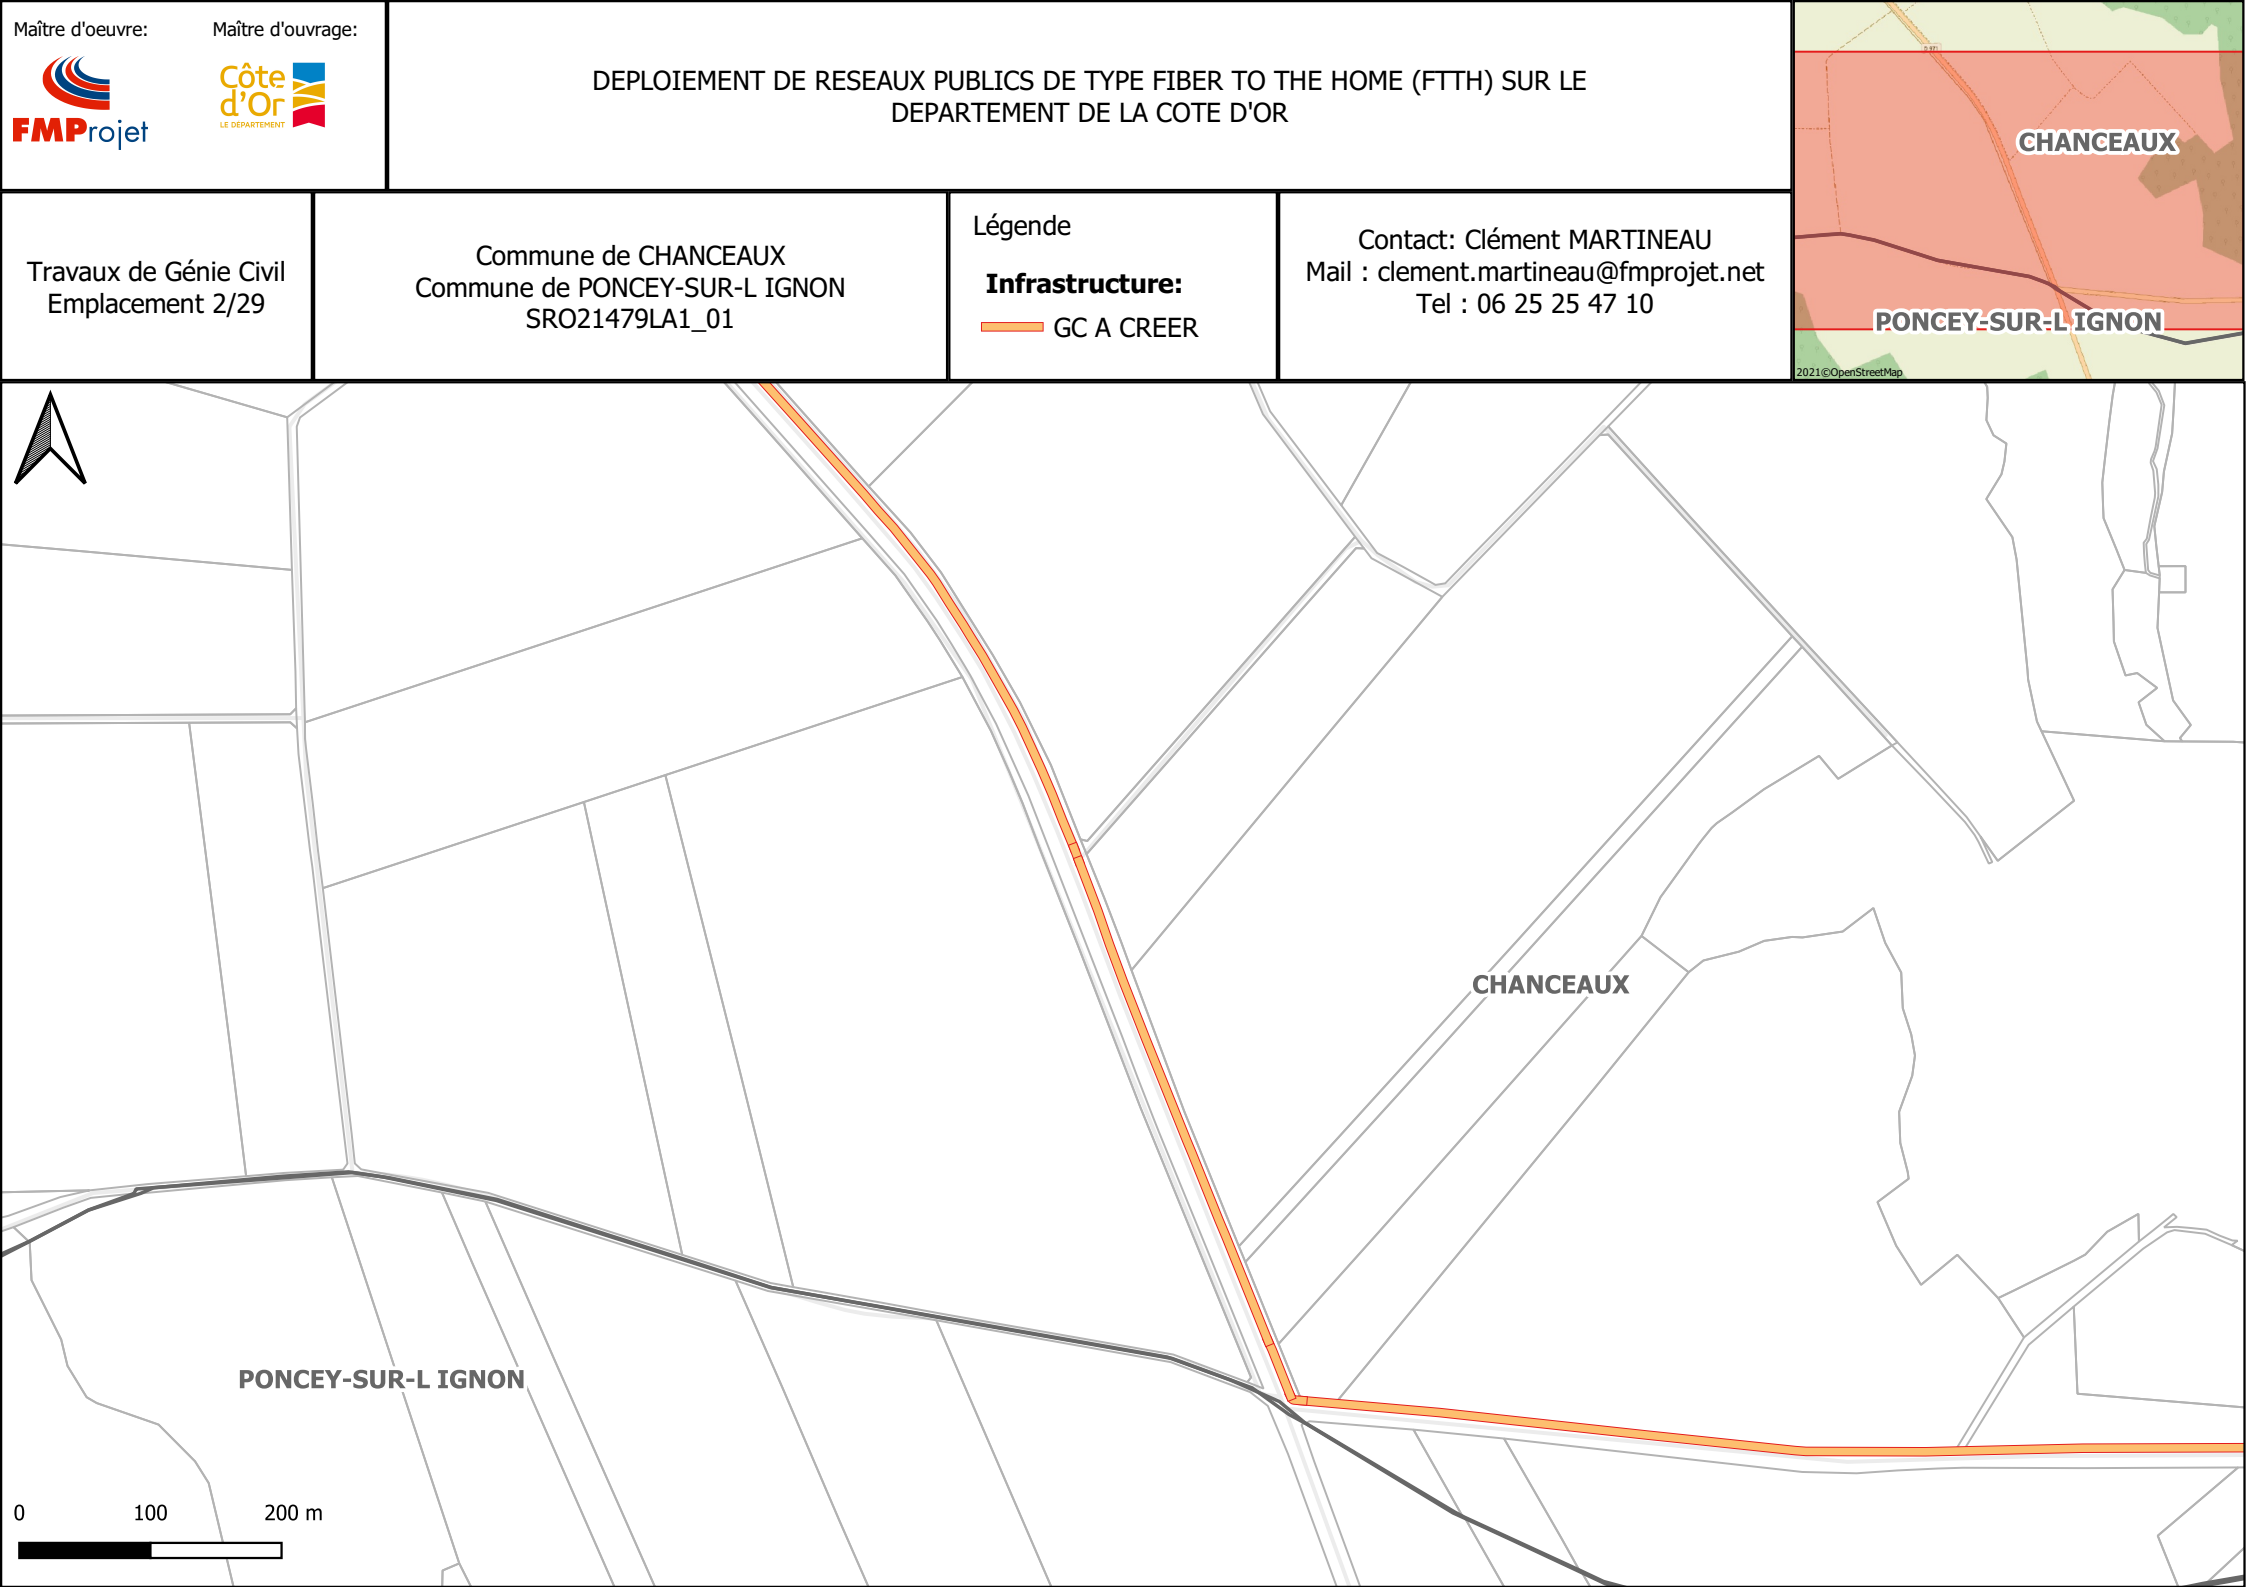 Maître d'oeuvre:
Maître d'ouvrage:
FMProjet
Côte
d'Or
LE DÉPARTEMENT
DEPLOIEMENT DE RESEAUX PUBLICS DE TYPE FIBER TO THE HOME (FTTH) SUR LE
DEPARTEMENT DE LA COTE D'OR
CHANCEAUX
PONCEY-SUR-L IGNON
2021©OpenStreetMap
Travaux de Génie Civil
Emplacement 2/29
Commune de CHANCEAUX
Commune de PONCEY-SUR-L IGNON
SRO21479LA1_01
Légende
Infrastructure:
GC A CREER
Contact: Clément MARTINEAU
Mail : clement.martineau@fmprojet.net
Tel : 06 25 25 47 10
CHANCEAUX
PONCEY-SUR-L IGNON
0 100 200 m